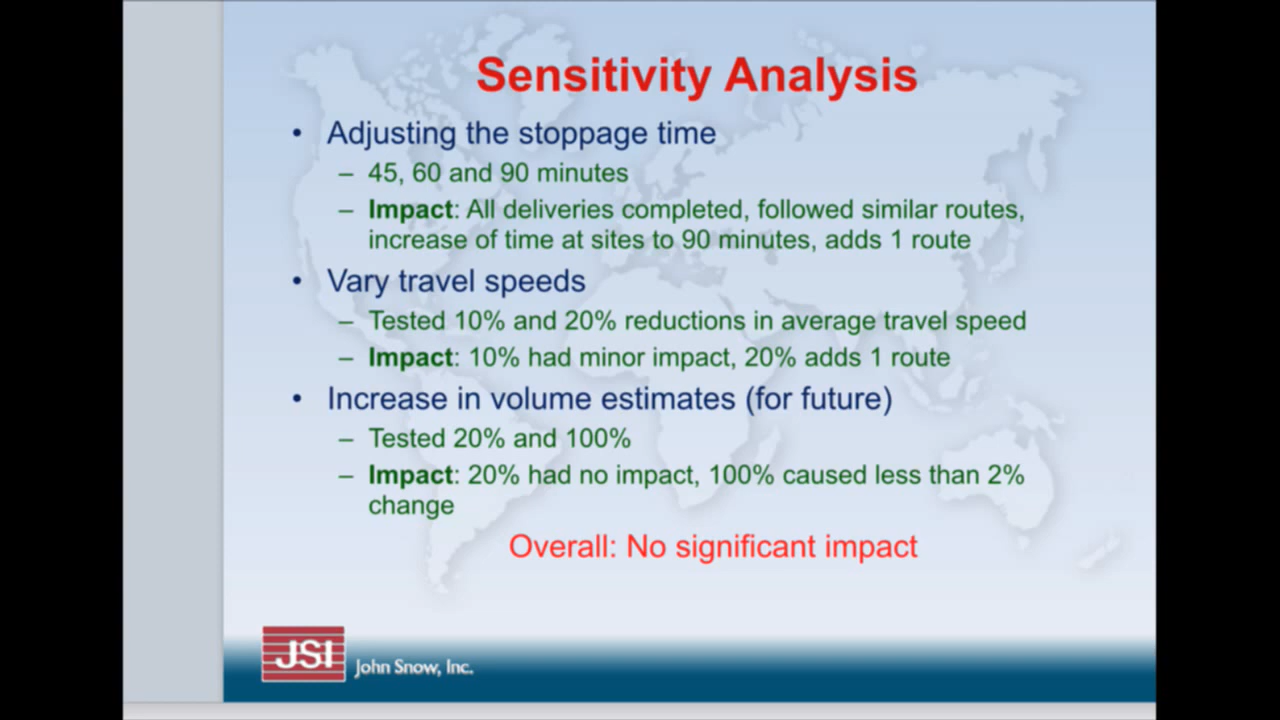 Sensitivity Analysis
• Adjusting the stoppage time
– 45, 60 and 90 minutes
– Impact: All deliveries completed, followed similar routes,
increase of time at sites to 90 minutes, adds 1 route
• Vary travel speeds
– Tested 10% and 20% reductions in average travel speed
– Impact: 10% had minor impact, 20% adds 1 route
• Increase in volume estimates (for future)
– Tested 20% and 100%
– Impact: 20% had no impact, 100% caused less than 2%
change
Overall: No significant impact
JSI John Snow, Inc.